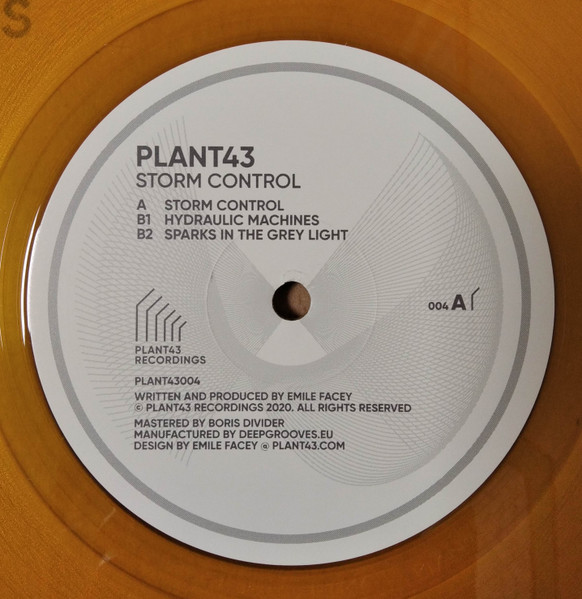 S
PLANT43
STORM CONTROL
A STORM CONTROL
B1 HYDRAULIC MACHINES
B2 SPARKS IN THE GREY LIGHT
004 A
PLANT43
RECORDINGS
PLANT43004
WRITTEN AND PRODUCED BY EMILE FACEY
© PLANT43 RECORDINGS 2020. ALL RIGHTS RESERVED
MASTERED BY BORIS DIVIDER
MANUFACTURED BY DEEPGROOVES.EU
DESIGN BY EMILE FACEY @ PLANT43.COM